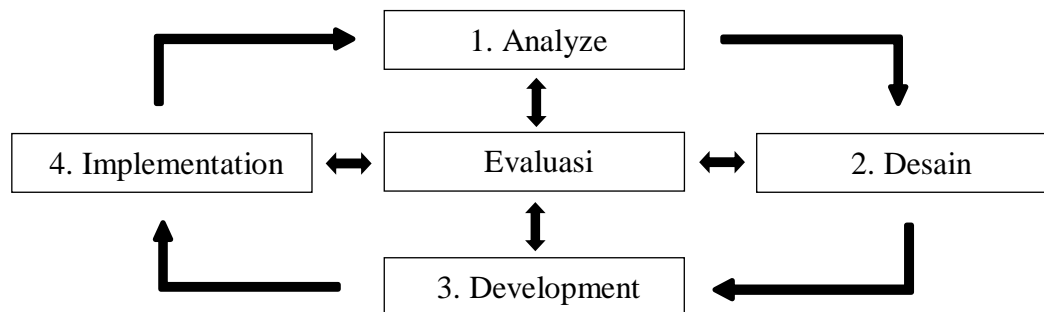 1. Analyze
4. Implementation
Evaluasi
2. Desain
3. Development